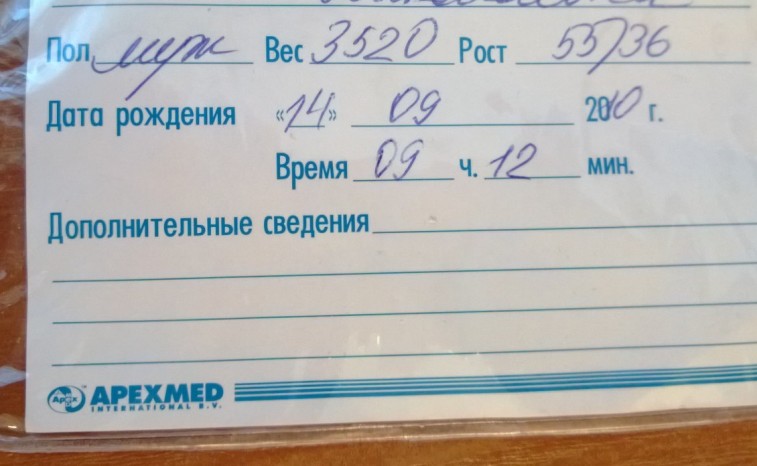 Пол муж Вес 3520 Рост 55/36
Дата рождения «14» 09 2010 г.
Время 09 ч. 12 мин.
Дополнительные сведения
APEXMED
INTERNATIONAL B.V.